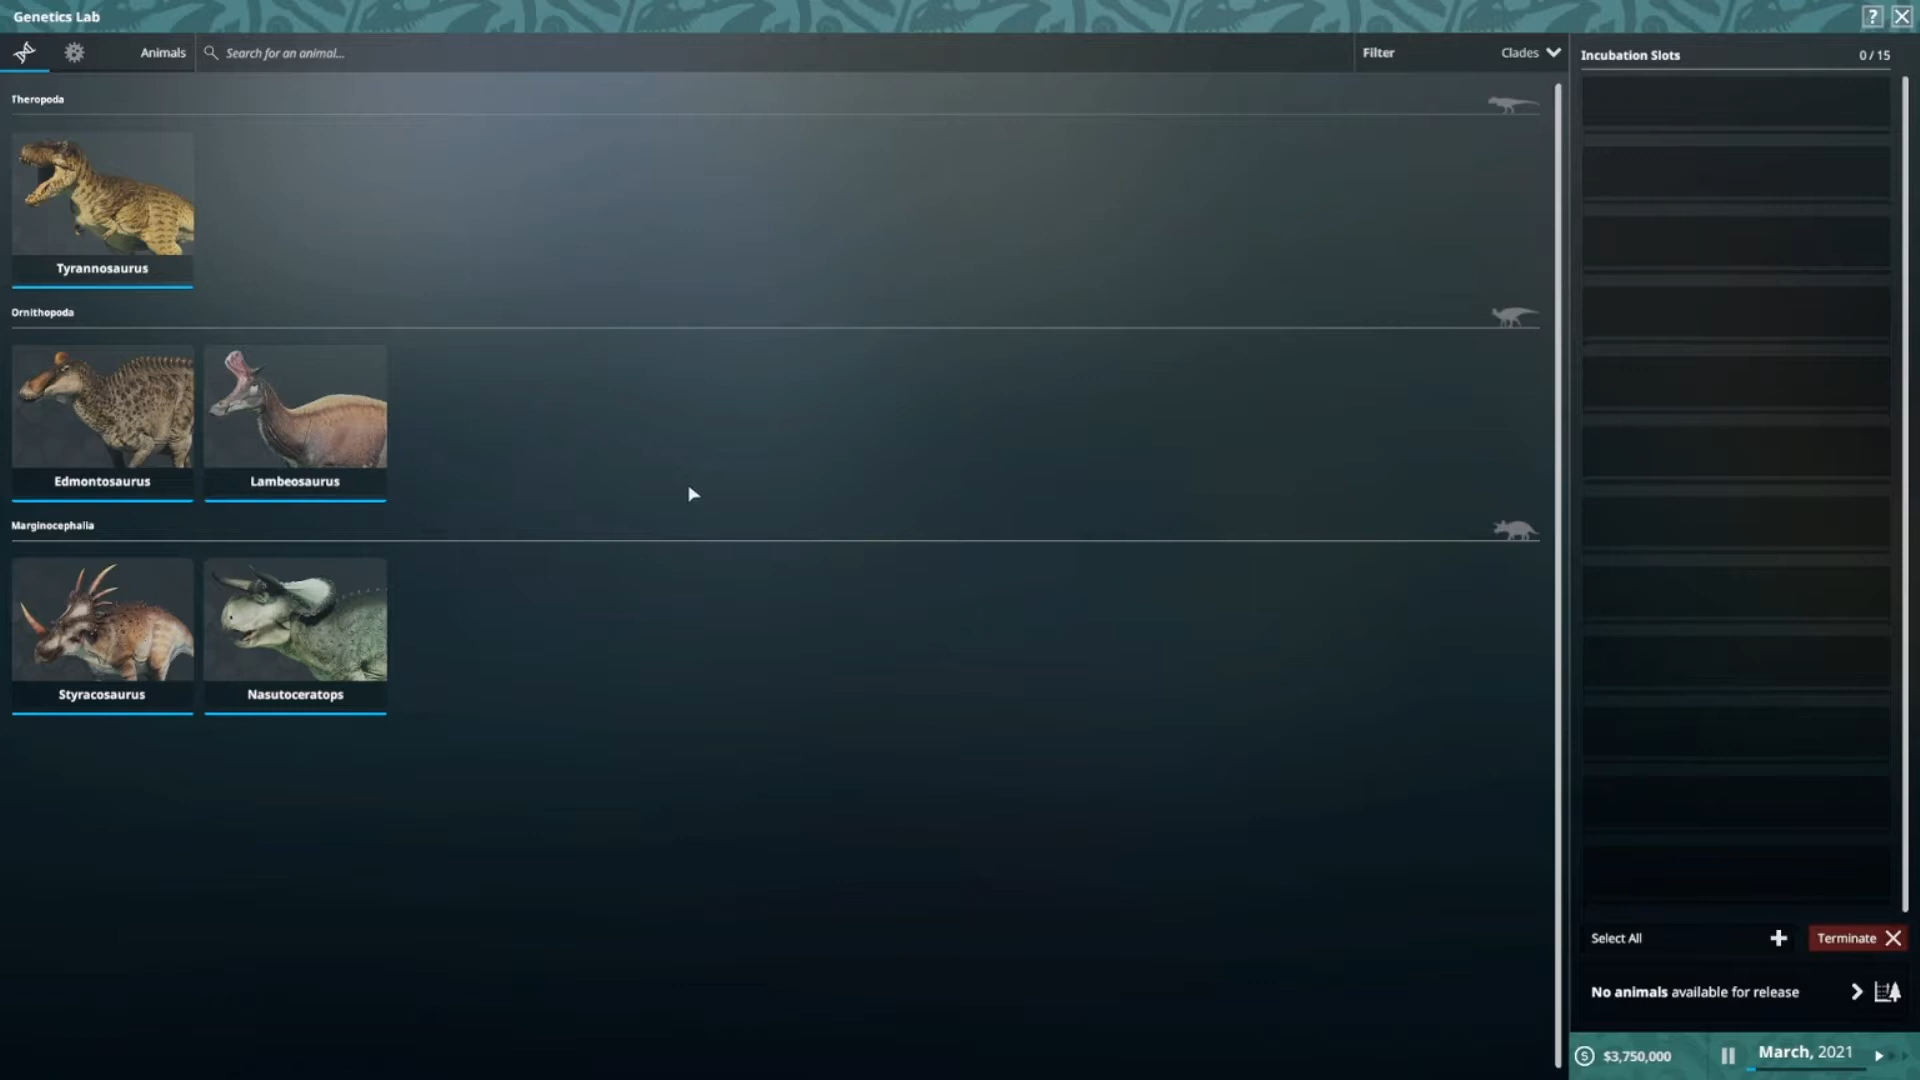 Genetics Lab
?
Animals
Search for an animal...
Filter
Clades
Incubation Slots
0 / 15
Theropoda
Tyrannosaurus
Ornithopoda
Edmontosaurus
Lambeosaurus
Marginocephalia
Styracosaurus
Nasutoceratops
Select All
Terminate
No animals available for release
$3,750,000
March, 2021